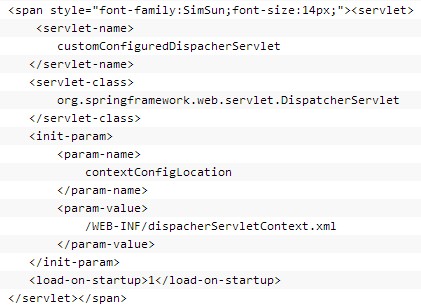 <span style="font-family:SimSun;font-size:14px;"><servlet>
<servlet-name>
customConfiguredDispacherServlet
</servlet-name>
<servlet-class>
org.springframework.web.servlet.DispatcherServlet
</servlet-class>
<init-param>
<param-name>
contextConfigLocation
</param-name>
<param-value>
/WEB-INF/dispacherServletContext.xml
</param-value>
</init-param>
<load-on-startup>1</load-on-startup>
</servlet></span>